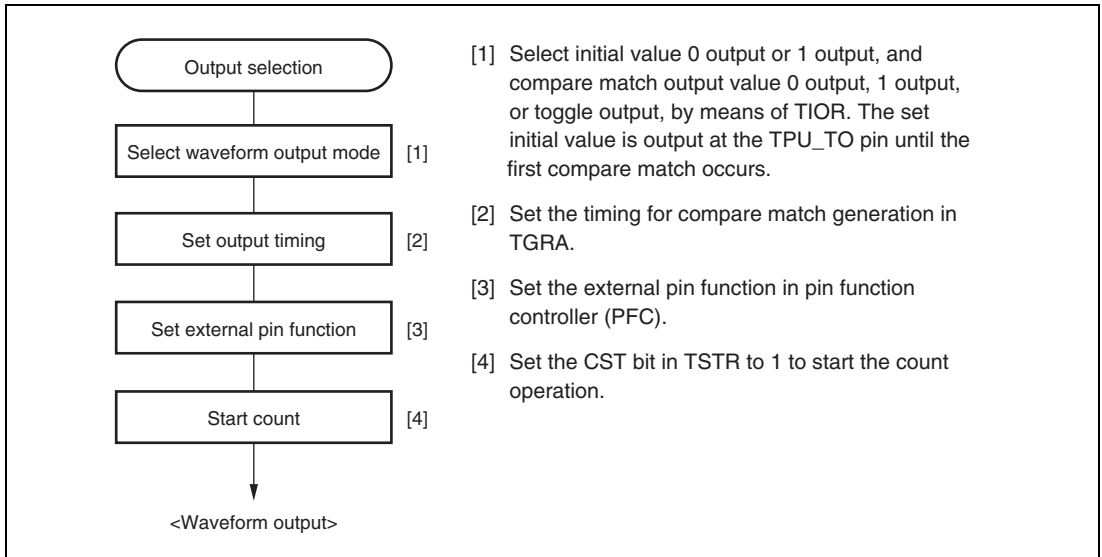 Output selection
Select waveform output mode [1]
Set output timing [2]
Set external pin function [3]
Start count [4]
<Waveform output>
[1] Select initial value 0 output or 1 output, and
compare match output value 0 output, 1 output,
or toggle output, by means of TIOR. The set
initial value is output at the TPU_TO pin until the
first compare match occurs.
[2] Set the timing for compare match generation in
TGRA.
[3] Set the external pin function in pin function
controller (PFC).
[4] Set the CST bit in TSTR to 1 to start the count
operation.